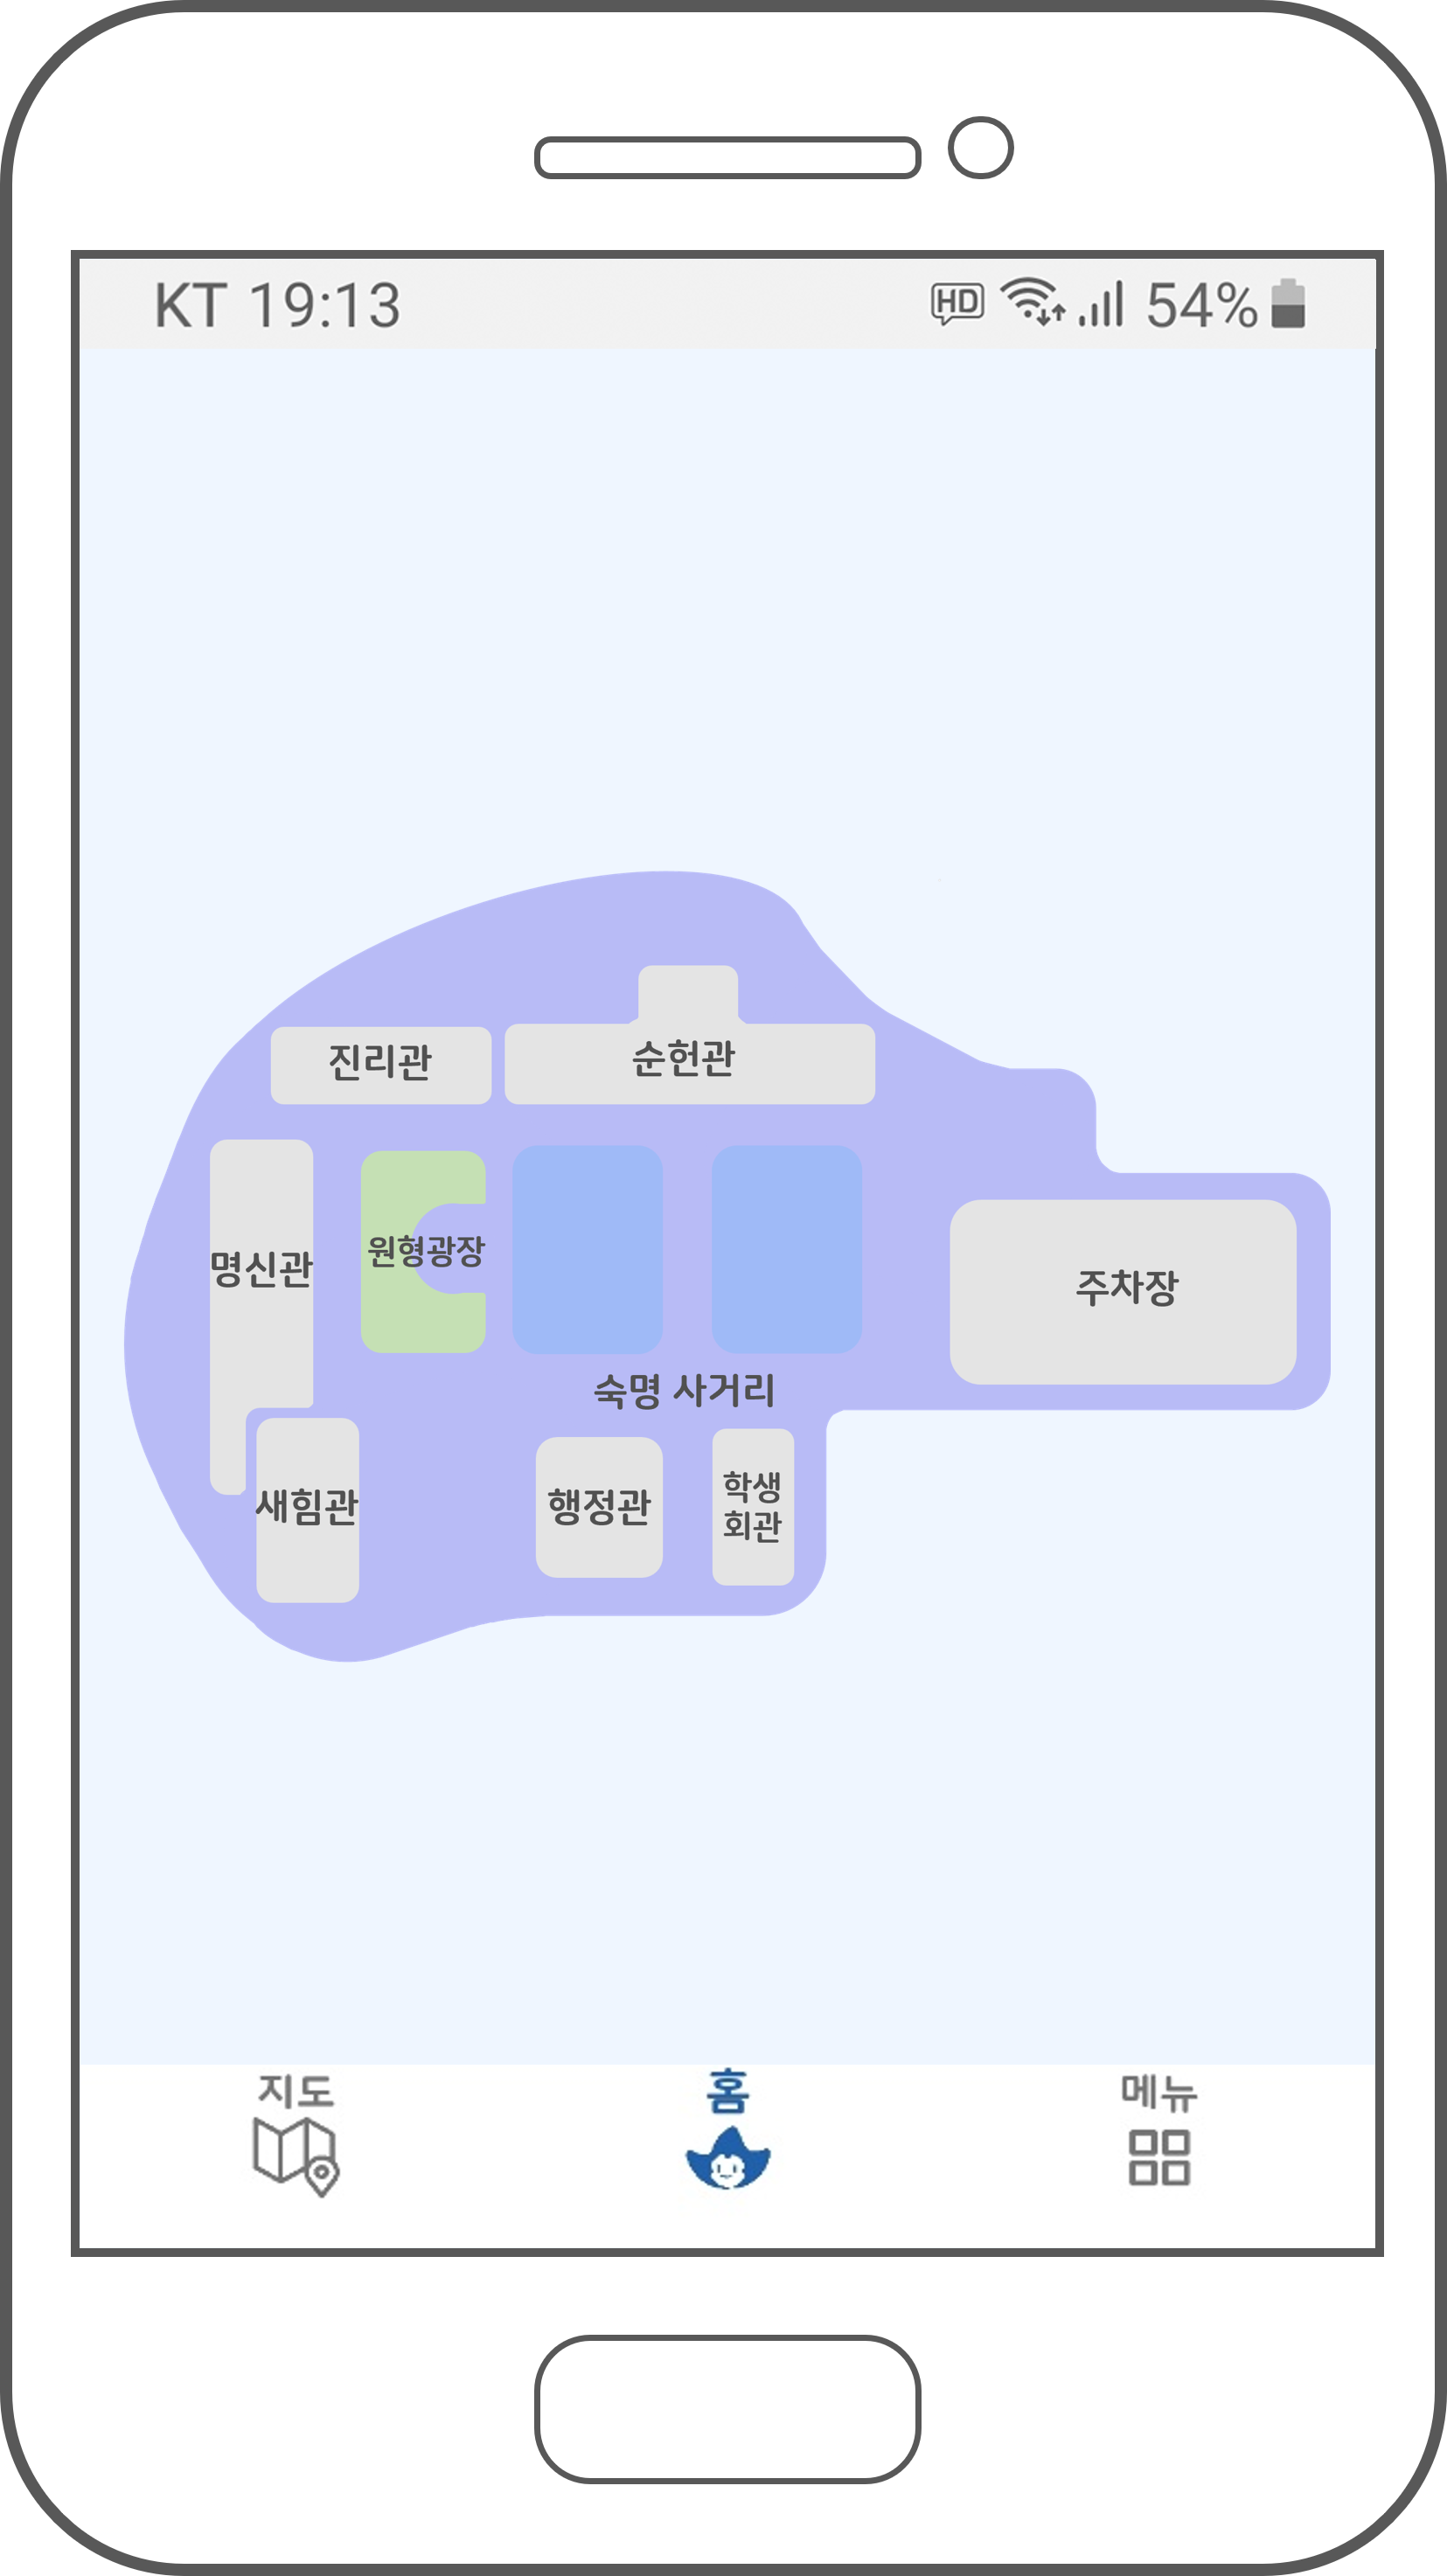 KT 19:13 HD 54%
진리관
순헌관
명신관
원형광장
주차장
숙명 사거리
새힘관
행정관
학생
회관
지도
홈
메뉴